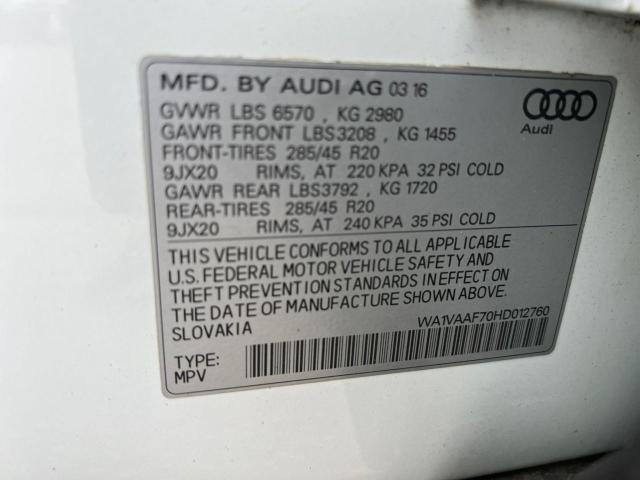 MFD. BY AUDI AG 03 16
GVWR LBS 6570 , KG 2980
GAWR FRONT LBS3208 , KG 1455
FRONT-TIRES 285/45 R20
9JX20 RIMS, AT 220 KPA 32 PSI COLD
GAWR REAR LBS3792 , KG 1720
REAR-TIRES 285/45 R20
9JX20 RIMS, AT 240 KPA 35 PSI COLD
Audi
THIS VEHICLE CONFORMS TO ALL APPLICABLE
U.S. FEDERAL MOTOR VEHICLE SAFETY AND
THEFT PREVENTION STANDARDS IN EFFECT ON
THE DATE OF MANUFACTURE SHOWN ABOVE.
SLOVAKIA
WA1VAAF70HD012760
TYPE:
MPV